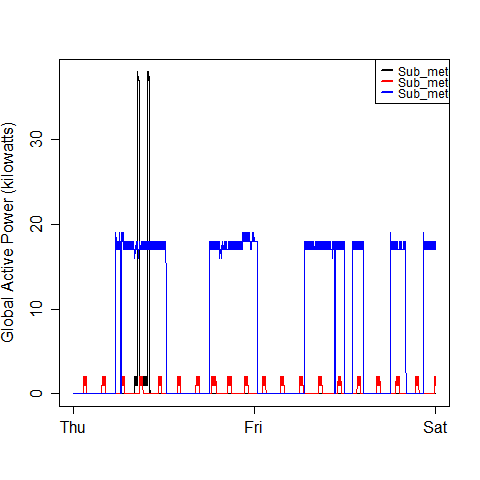 Global Active Power (kilowatts)
30
20
10
0
Thu
Fri
Sat
Sub_met
Sub_met
Sub_met